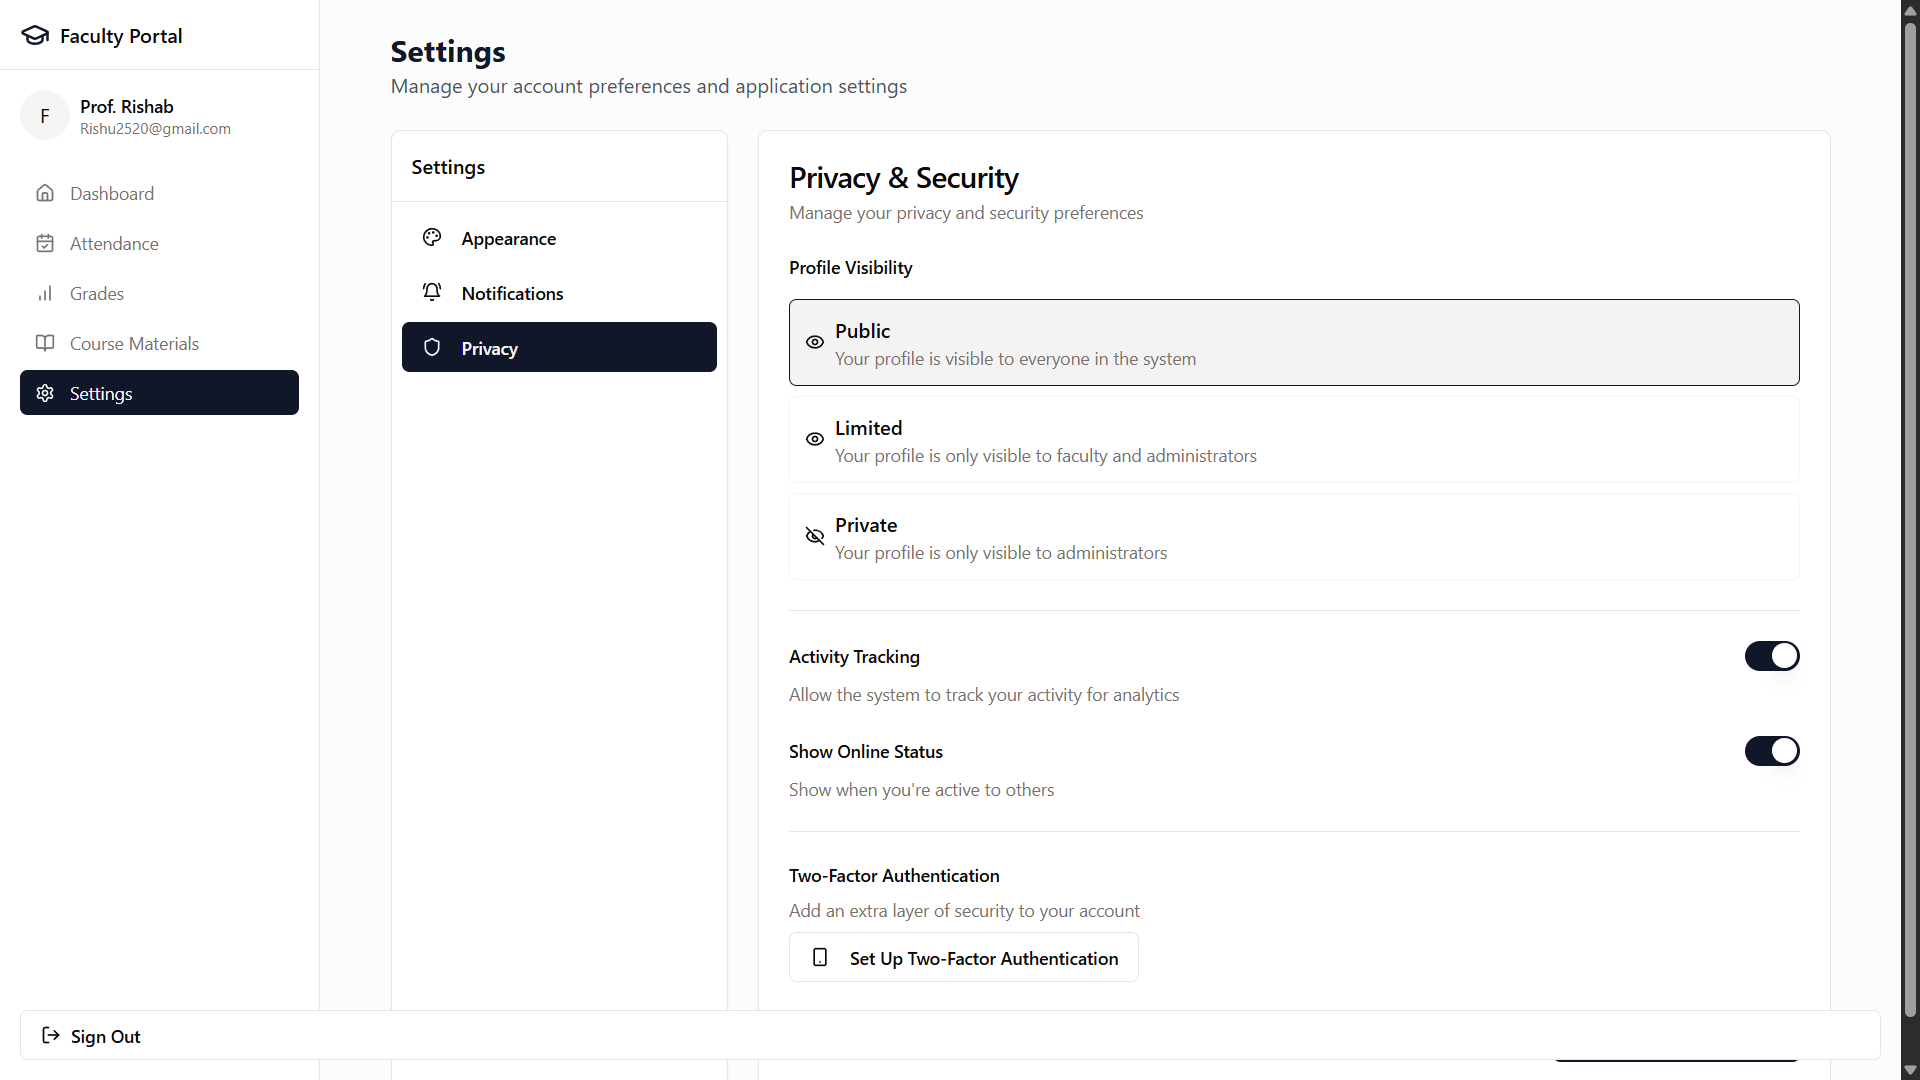 Faculty Portal
F
Prof. Rishab
Rishu2520@gmail.com
Dashboard
Attendance
Grades
Course Materials
Settings
Sign Out
Settings
Manage your account preferences and application settings
Settings
Appearance
Notifications
Privacy
Privacy & Security
Manage your privacy and security preferences
Profile Visibility
Public
Your profile is visible to everyone in the system
Limited
Your profile is only visible to faculty and administrators
Private
Your profile is only visible to administrators
Activity Tracking
Allow the system to track your activity for analytics
Show Online Status
Show when you're active to others
Two-Factor Authentication
Add an extra layer of security to your account
Set Up Two-Factor Authentication